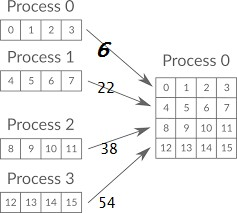 Process 0
0 1 2 3
6
Process 1
4 5 6 7
22
Process 0
0 1 2 3
4 5 6 7
8 9 10 11
12 13 14 15
Process 2
8 9 10 11
38
Process 3
12 13 14 15
54